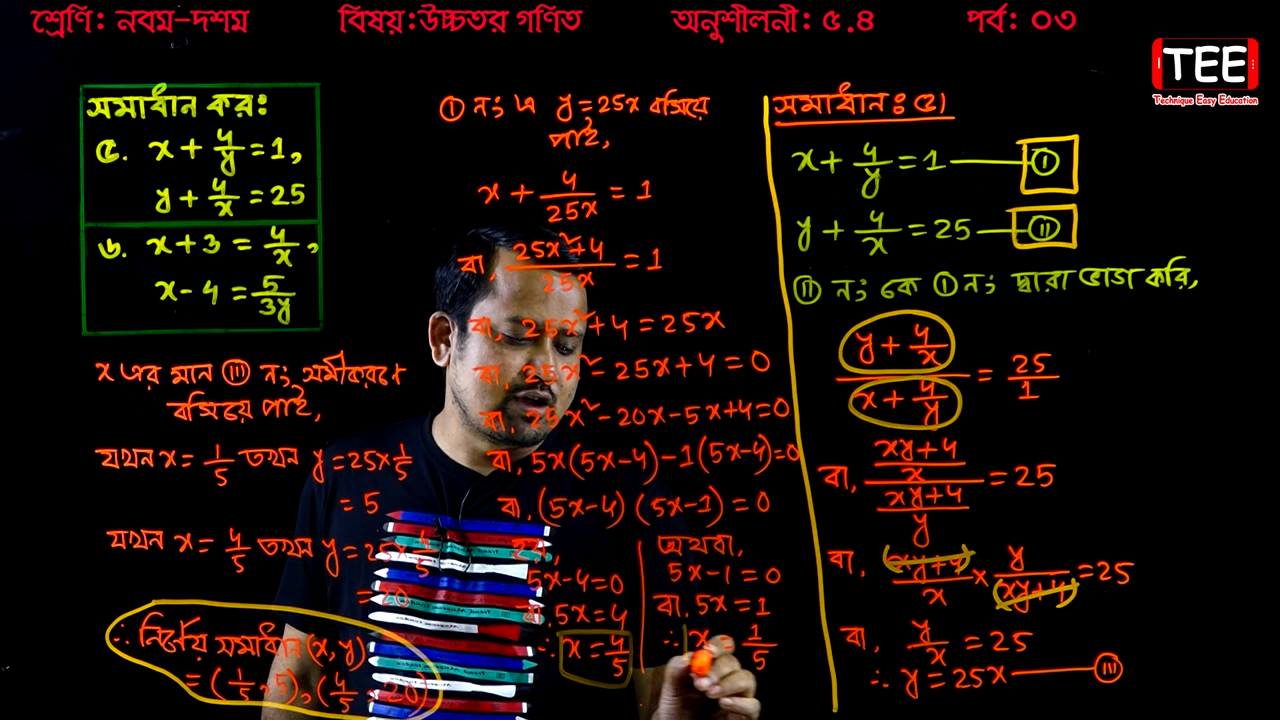 শ্রেণি: নবম-দশম বিষয়:উচ্চতর গণিত অনুশীলনী: ৫.৪ পর্ব: ০৩
TEE
Technique Easy Education
সমাধান কর:
৫. x + 4/y = 1,
y + 4/x = 25
৬. x + 3 = 4/x,
x - 4 = 5/3y
সমাধান: ৫)
x + 4/y = 1 — (I)
y + 4/x = 25 — (II)
(II) নং কে (I) নং দ্বারা ভাগ করি,
(y + 4/x)/(x + 4/y) = 25/1
বা, ((xy+4)/x)/((xy+4)/y) = 25
বা, (xy+4)/x × y/(xy+4) = 25
বা, y/x = 25
∴ y = 25x — (III)
(I) নং এ y = 25x বসিয়ে
পাই,
x + 4/25x = 1
বা, (25x²+4)/25x = 1
বা, 25x²+4 = 25x
বা, 25x² - 25x + 4 = 0
বা, 25x² - 20x - 5x + 4 = 0
বা, 5x(5x-4) - 1(5x-4) = 0
বা, (5x-4) (5x-1) = 0
5x-4=0
বা, 5x = 4
∴ x = 4/5
অথবা,
5x - 1 = 0
বা, 5x = 1
∴ x = 1/5
x এর মান (III) নং সমীকরণে
বসিয়ে পাই,
যখন x = 1/5 তখন y = 25x 1/5
= 5
যখন x = 4/5 তখন y = 25x 4/5
= 20
∴ নির্ণেয় সমাধান (x, y)
= (1/5, 5), (4/5, 20)